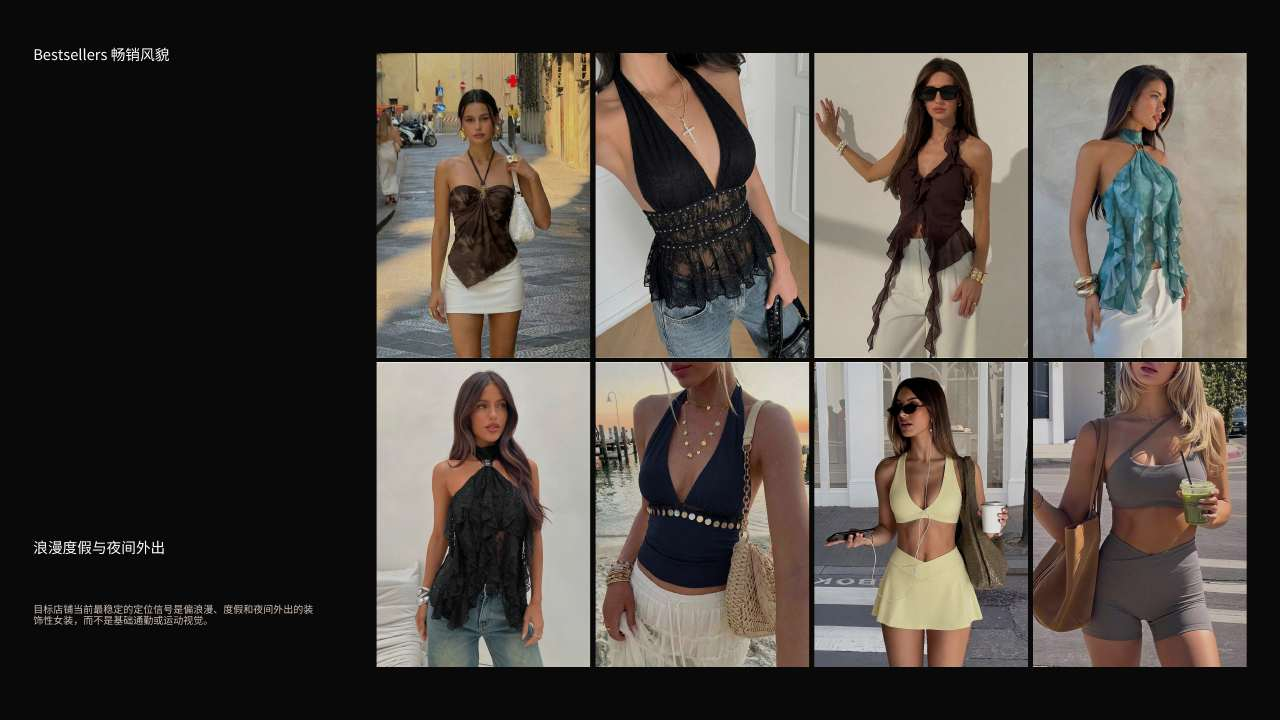 Bestsellers 畅销风貌
浪漫度假与夜间外出
目标店铺当前最稳定的定位信号是偏浪漫、度假和夜间外出的装
饰性女装，而不是基础通勤或运动视觉。